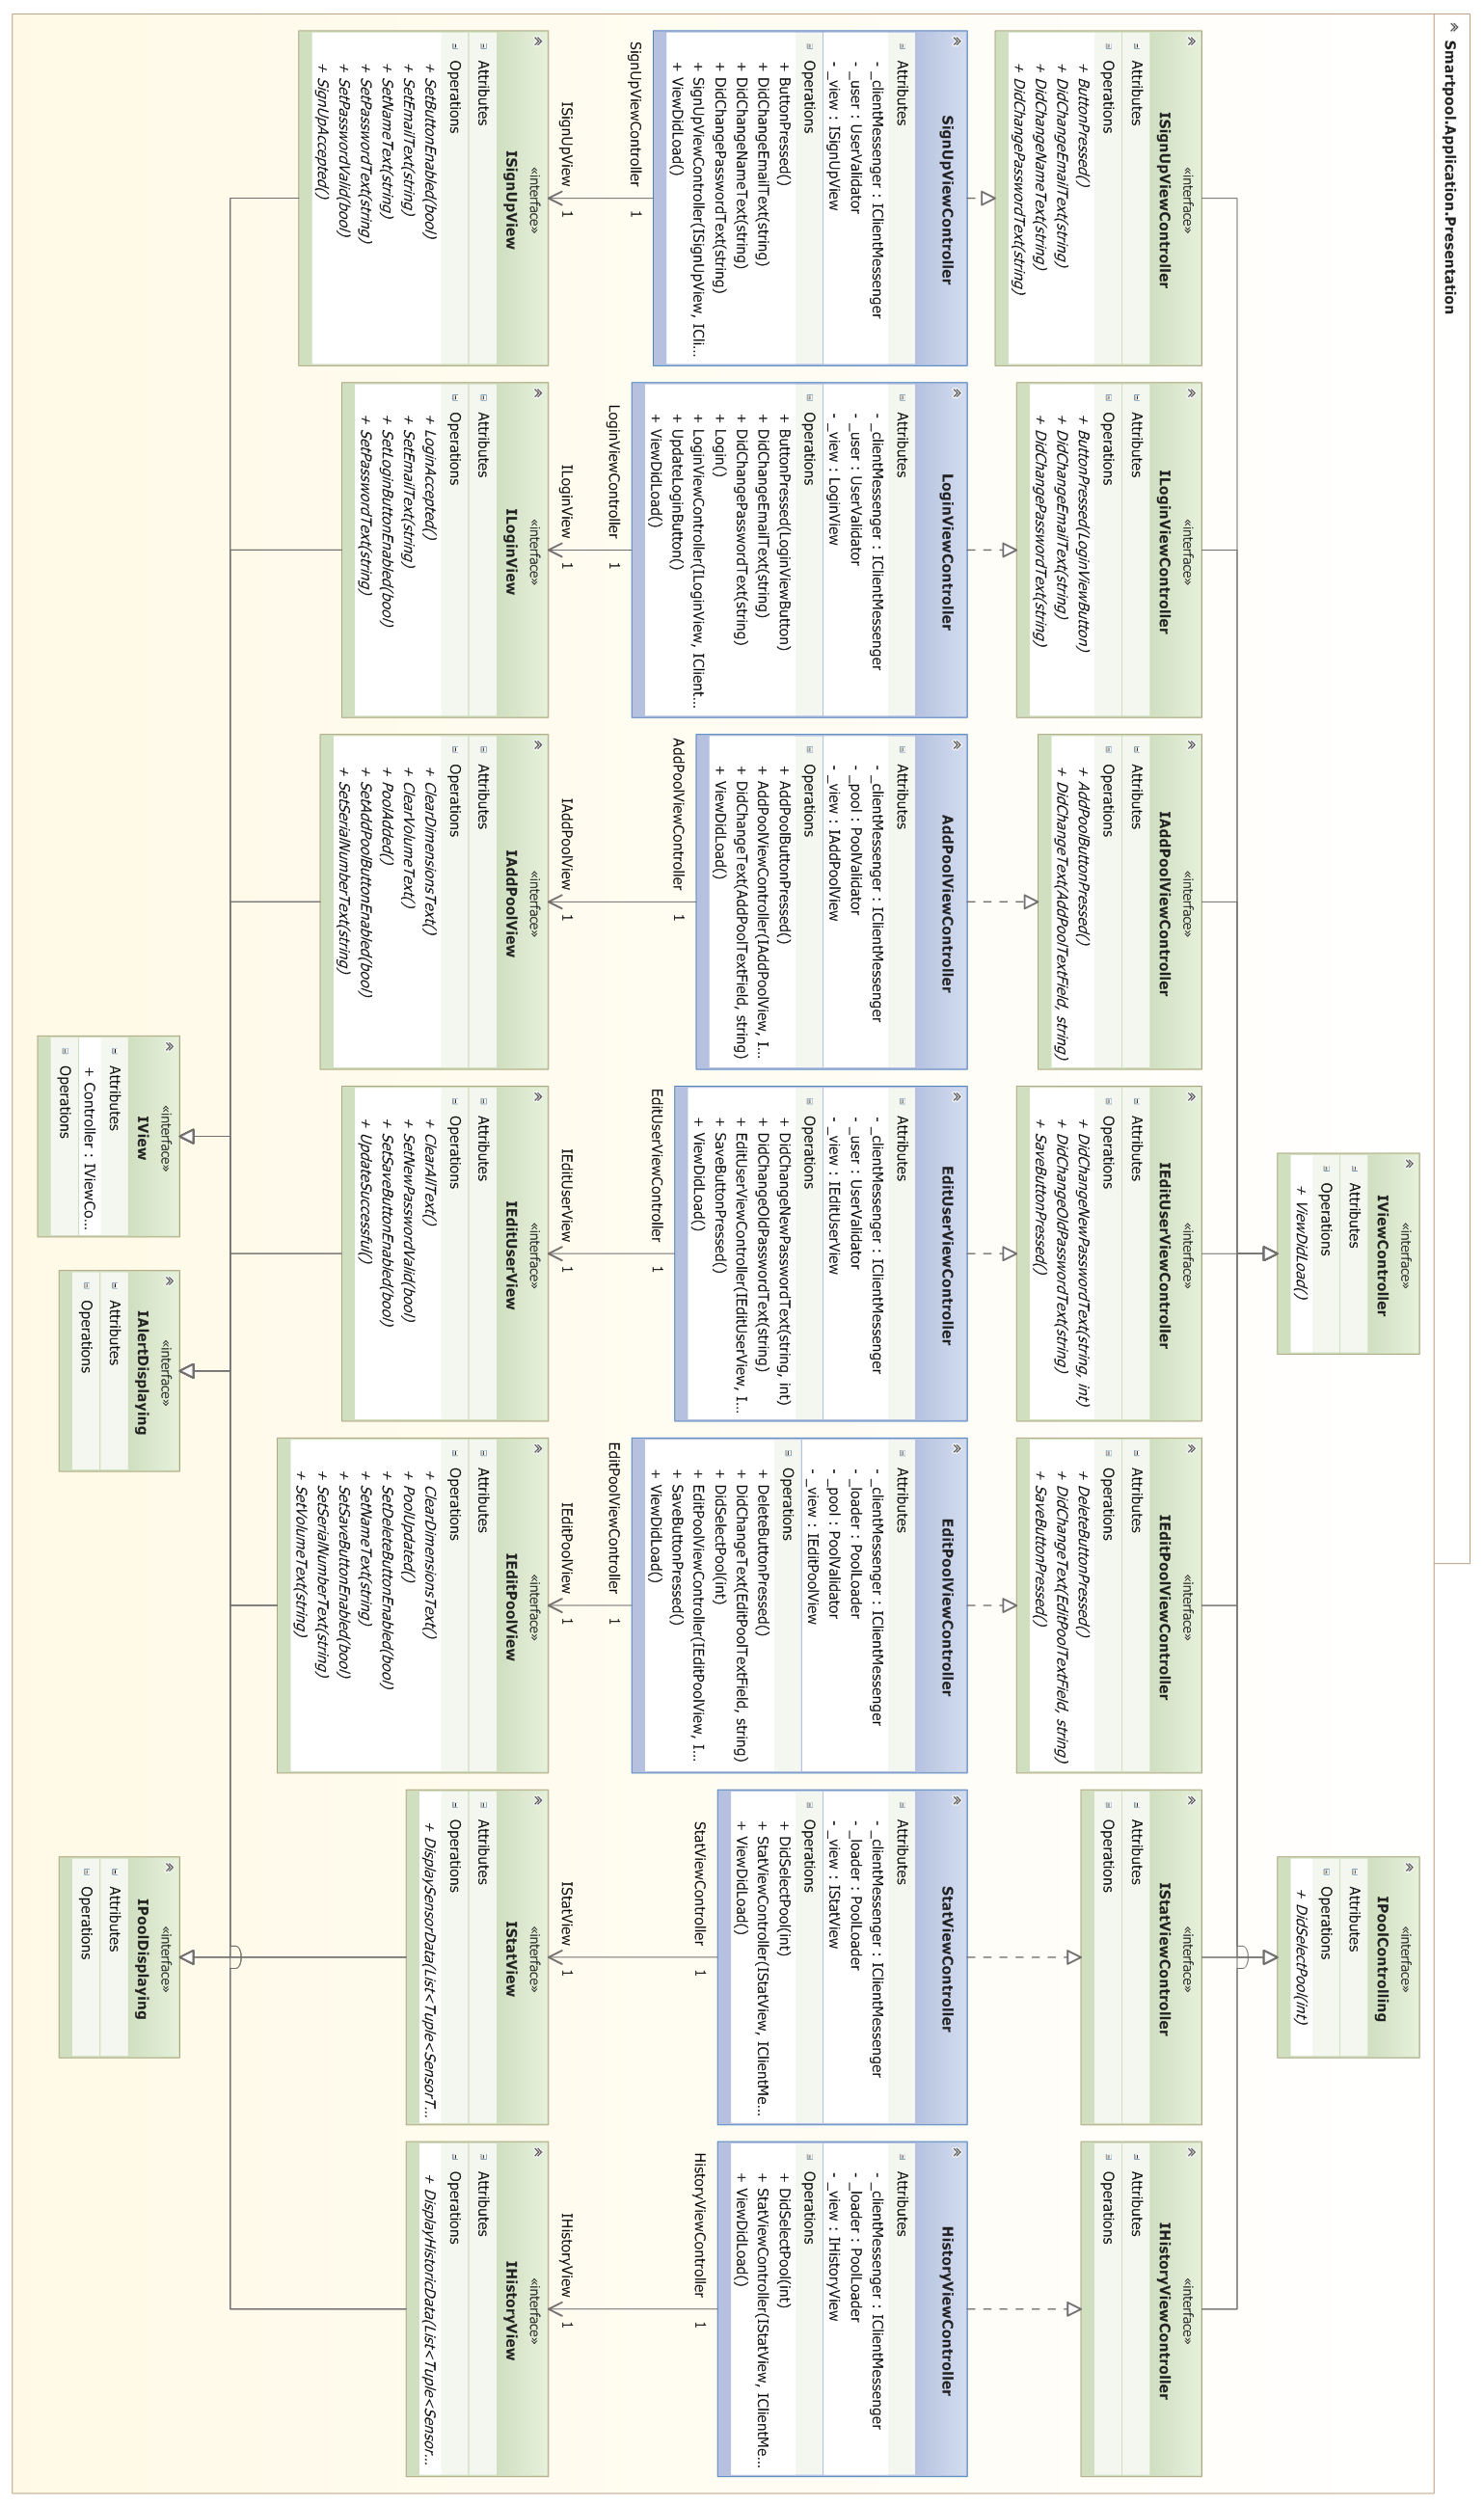 Smartpool.Application.Presentation
«interface»
IViewController
Attributes
Operations
+ ViewDidLoad()
«interface»
IPoolControlling
Attributes
Operations
+ DidSelectPool(int)
«interface»
ISignUpViewController
Attributes
Operations
+ ButtonPressed()
+ DidChangeEmailText(string)
+ DidChangeNameText(string)
+ DidChangePasswordText(string)
«interface»
ILoginViewController
Attributes
Operations
+ ButtonPressed(LoginViewButton)
+ DidChangeEmailText(string)
+ DidChangePasswordText(string)
«interface»
IAddPoolViewController
Attributes
Operations
+ AddPoolButtonPressed()
+ DidChangeText(AddPoolTextField, string)
«interface»
IEditUserViewController
Attributes
Operations
+ DidChangeNewPasswordText(string, int)
+ DidChangeOldPasswordText(string)
+ SaveButtonPressed()
«interface»
IEditPoolViewController
Attributes
Operations
+ DeleteButtonPressed()
+ DidChangeText(EditPoolTextField, string)
+ SaveButtonPressed()
«interface»
IStatViewController
Attributes
Operations
«interface»
IHistoryViewController
Attributes
Operations
SignUpViewController
Attributes
- _clientMessenger : IClientMessenger
- _user : UserValidator
- _view : ISignUpView
Operations
+ ButtonPressed()
+ DidChangeEmailText(string)
+ DidChangeNameText(string)
+ DidChangePasswordText(string)
+ SignUpViewController(ISignUpView, ICli...
+ ViewDidLoad()
LoginViewController
Attributes
- _clientMessenger : IClientMessenger
- _user : UserValidator
- _view : LoginView
Operations
+ ButtonPressed(LoginViewButton)
+ DidChangeEmailText(string)
+ DidChangePasswordText(string)
+ Login()
+ LoginViewController(ILoginView, IClient...
+ UpdateLoginButton()
+ ViewDidLoad()
AddPoolViewController
Attributes
- _clientMessenger : IClientMessenger
- _pool : PoolValidator
- _view : IAddPoolView
Operations
+ AddPoolButtonPressed()
+ AddPoolViewController(IAddPoolView, I...
+ DidChangeText(AddPoolTextField, string)
+ ViewDidLoad()
EditUserViewController
Attributes
- _clientMessenger : IClientMessenger
- _user : UserValidator
- _view : IEditUserView
Operations
+ DidChangeNewPasswordText(string, int)
+ DidChangeOldPasswordText(string)
+ EditUserViewController(IEditUserView, I...
+ SaveButtonPressed()
+ ViewDidLoad()
EditPoolViewController
Attributes
- _clientMessenger : IClientMessenger
- _loader : PoolLoader
- _pool : PoolValidator
- _view : IEditPoolView
Operations
+ DeleteButtonPressed()
+ DidChangeText(EditPoolTextField, string)
+ DidSelectPool(int)
+ EditPoolViewController(IEditPoolView, I...
+ SaveButtonPressed()
+ ViewDidLoad()
StatViewController
Attributes
- _clientMessenger : IClientMessenger
- _loader : PoolLoader
- _view : IStatView
Operations
+ DidSelectPool(int)
+ StatViewController(IStatView, IClientMe...
+ ViewDidLoad()
HistoryViewController
Attributes
- _clientMessenger : IClientMessenger
- _loader : PoolLoader
- _view : IHistoryView
Operations
+ DidSelectPool(int)
+ StatViewController(IStatView, IClientMe...
+ ViewDidLoad()
SignUpViewController 1
ISignUpView 1
LoginViewController 1
ILoginView 1
AddPoolViewController 1
IAddPoolView 1
EditUserViewController 1
IEditUserView 1
EditPoolViewController 1
IEditPoolView 1
StatViewController 1
IStatView 1
HistoryViewController 1
IHistoryView 1
«interface»
ISignUpView
Attributes
Operations
+ SetButtonEnabled(bool)
+ SetEmailText(string)
+ SetNameText(string)
+ SetPasswordText(string)
+ SetPasswordValid(bool)
+ SignUpAccepted()
«interface»
ILoginView
Attributes
Operations
+ LoginAccepted()
+ SetEmailText(string)
+ SetLoginButtonEnabled(bool)
+ SetPasswordText(string)
«interface»
IAddPoolView
Attributes
Operations
+ ClearDimensionsText()
+ ClearVolumeText()
+ PoolAdded()
+ SetAddPoolButtonEnabled(bool)
+ SetSerialNumberText(string)
«interface»
IEditUserView
Attributes
Operations
+ ClearAllText()
+ SetNewPasswordValid(bool)
+ SetSaveButtonEnabled(bool)
+ UpdateSuccessful()
«interface»
IEditPoolView
Attributes
Operations
+ ClearDimensionsText()
+ PoolUpdated()
+ SetDeleteButtonEnabled(bool)
+ SetNameText(string)
+ SetSaveButtonEnabled(bool)
+ SetSerialNumberText(string)
+ SetVolumeText(string)
«interface»
IStatView
Attributes
Operations
+ DisplaySensorData(List<Tuple<SensorT...
«interface»
IHistoryView
Attributes
Operations
+ DisplayHistoricData(List<Tuple<Sensor...
«interface»
IView
Attributes
+ Controller : IViewCo...
Operations
«interface»
IAlertDisplaying
Attributes
Operations
«interface»
IPoolDisplaying
Attributes
Operations